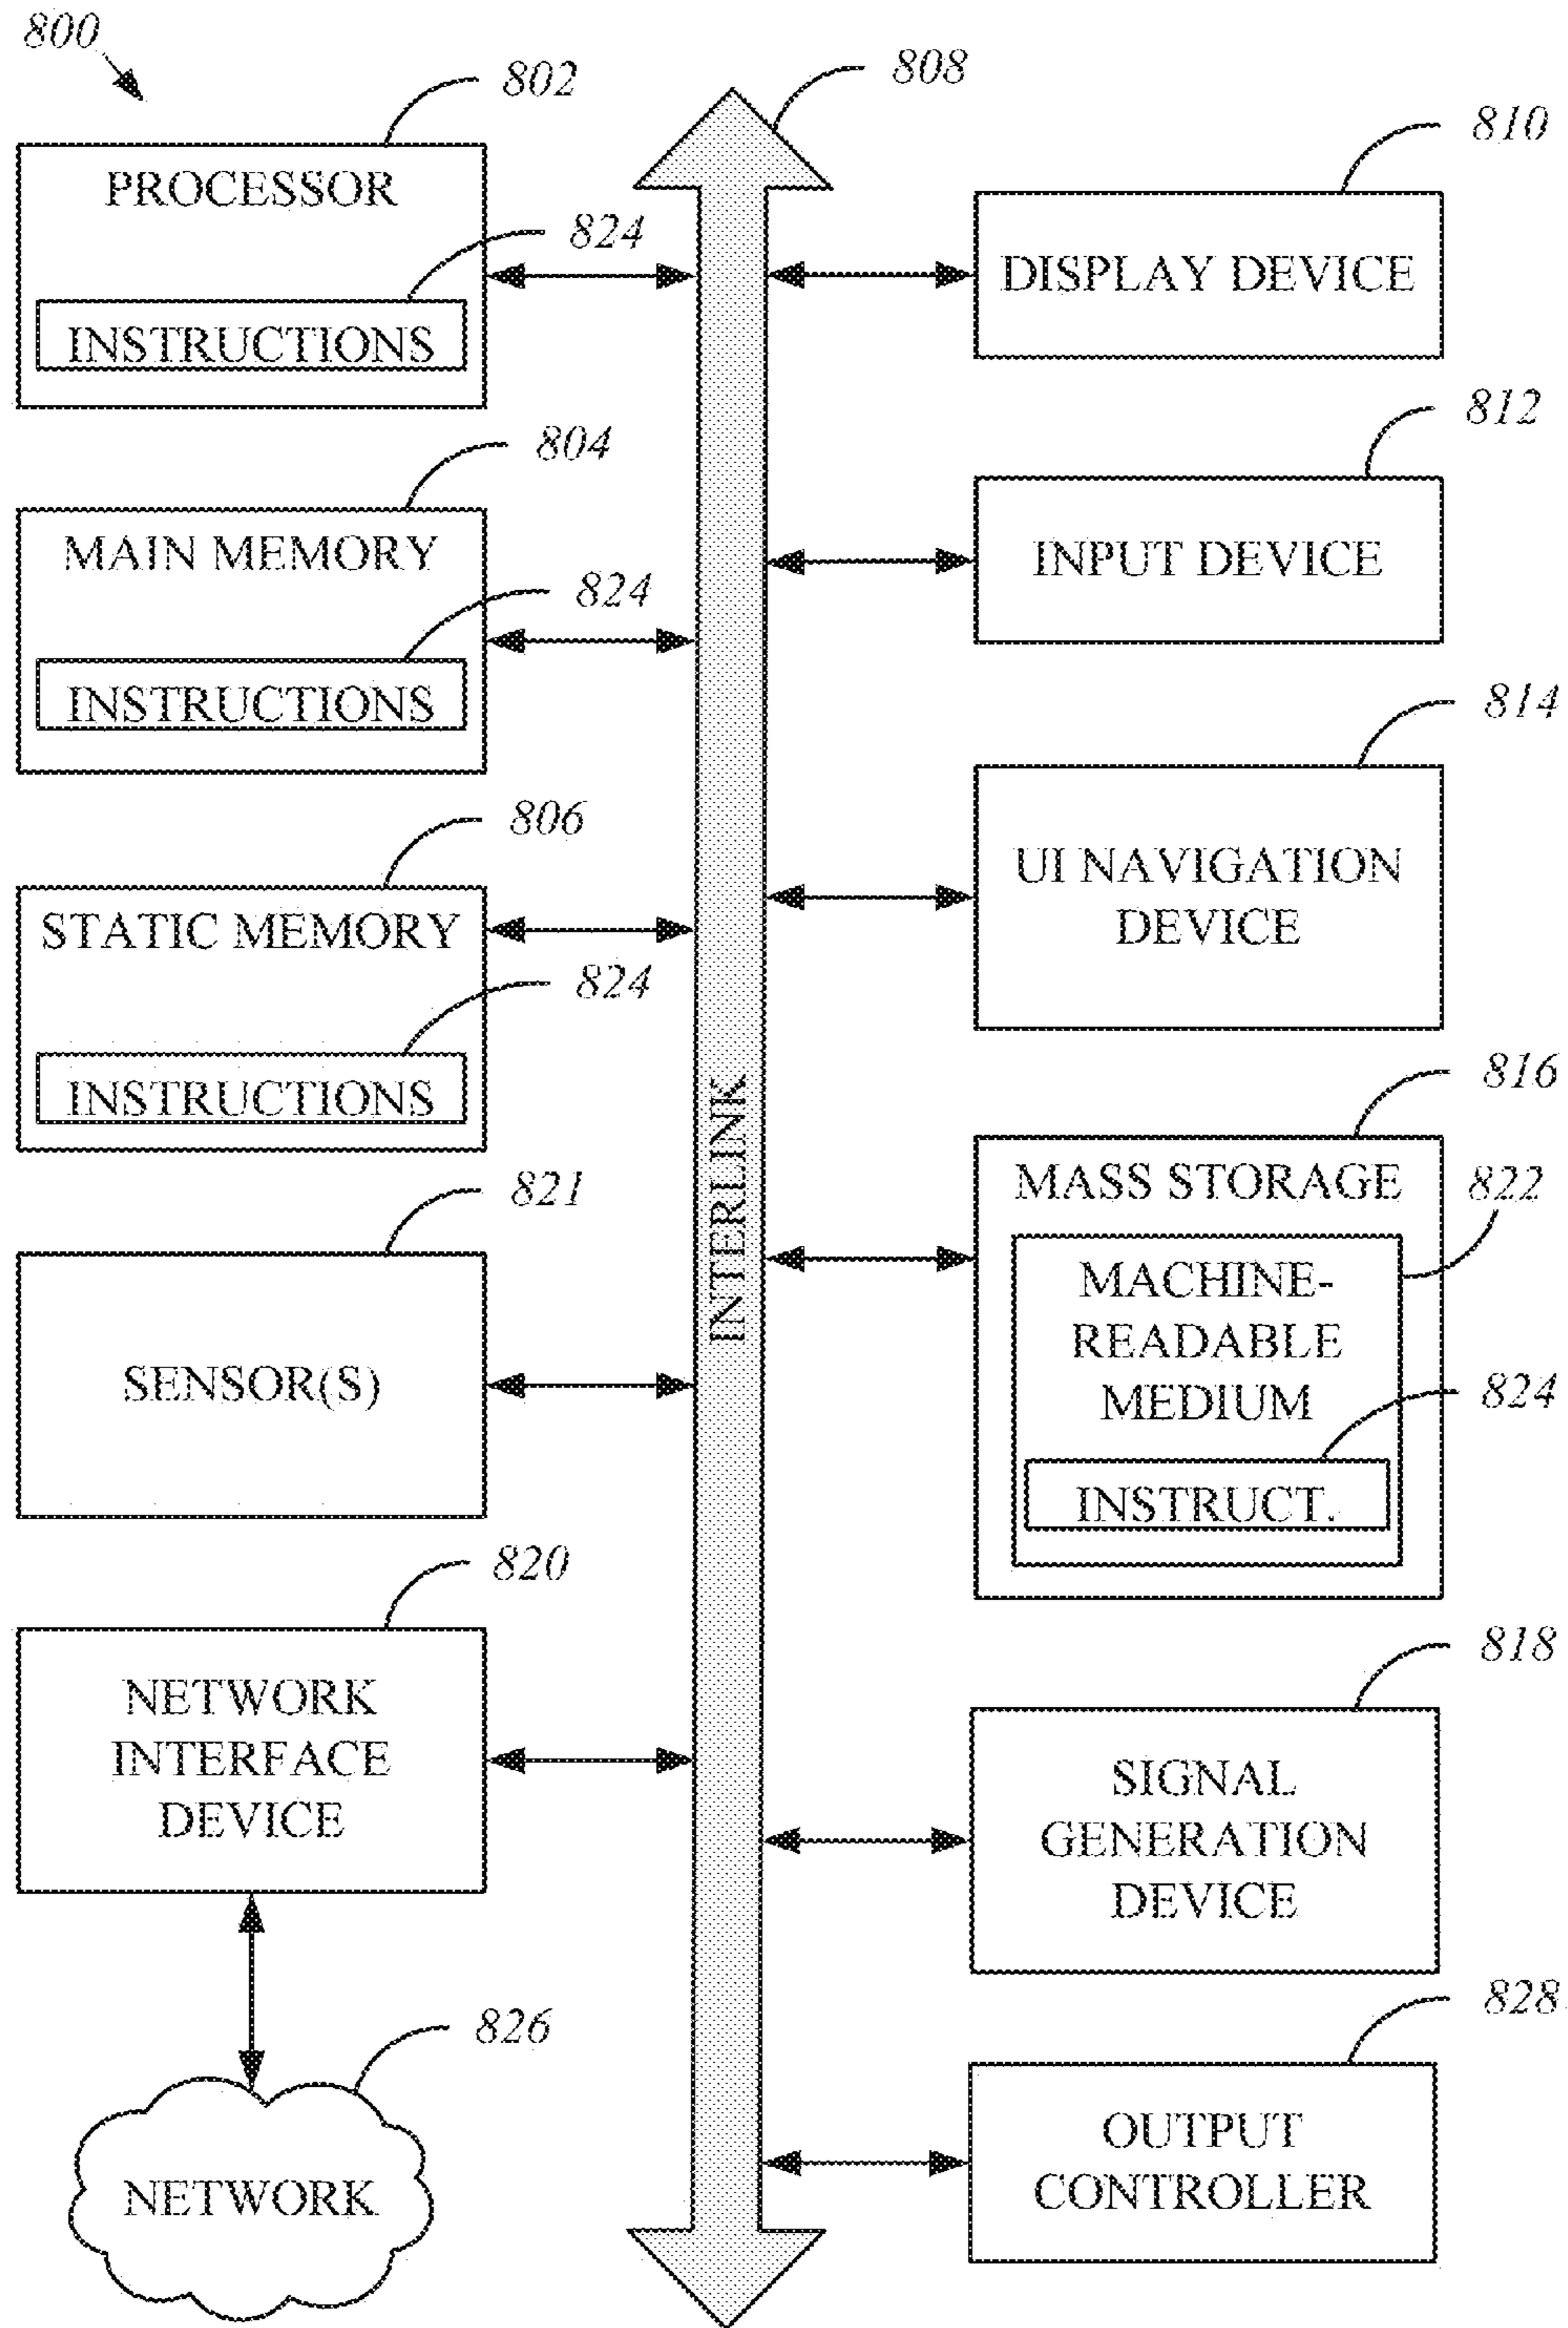 800
802
PROCESSOR
824
INSTRUCTIONS
804
MAIN MEMORY
824
INSTRUCTIONS
806
STATIC MEMORY
824
INSTRUCTIONS
821
SENSOR(S)
820
NETWORK
INTERFACE
DEVICE
826
NETWORK
808
INTERLINK
810
DISPLAY DEVICE
812
INPUT DEVICE
814
UI NAVIGATION
DEVICE
816
MASS STORAGE
822
MACHINE-
READABLE
MEDIUM
824
INSTRUCT.
818
SIGNAL
GENERATION
DEVICE
828
OUTPUT
CONTROLLER